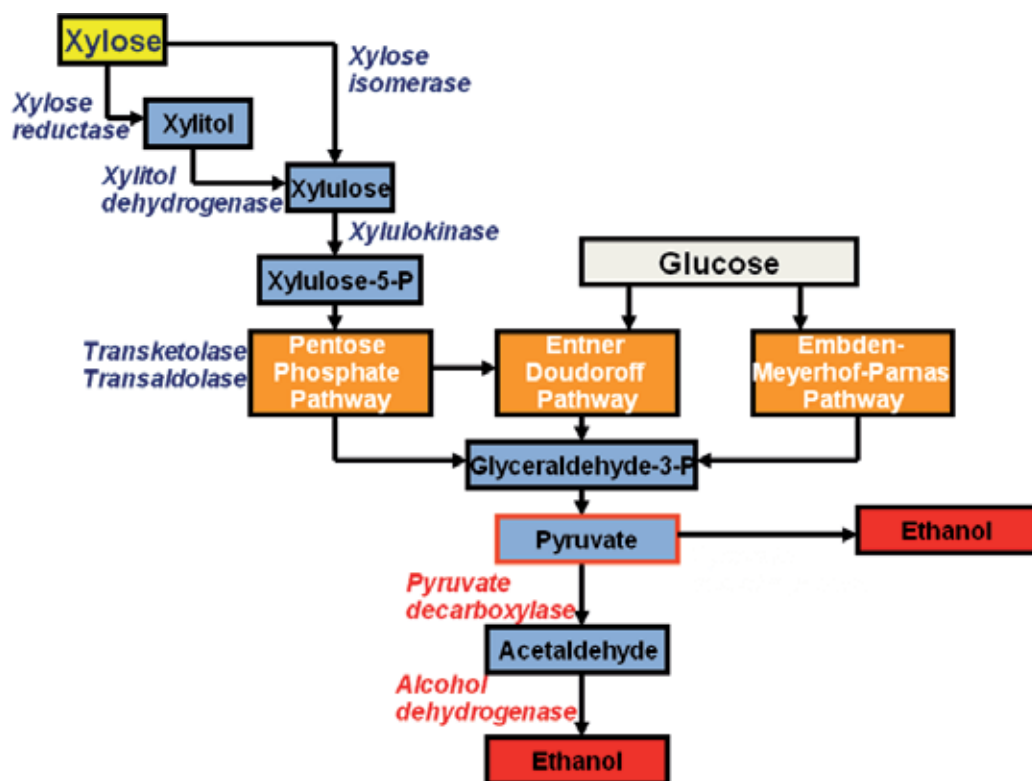 Xylose
Xylose
isomerase
Xylose
reductase
Xylitol
Xylitol
dehydrogenase
Xylulose
Xylulokinase
Xylulose-5-P
Glucose
Transketolase
Transaldolase
Pentose
Phosphate
Pathway
Entner
Doudoroff
Pathway
Embden-
Meyerhof-Parnas
Pathway
Glyceraldehyde-3-P
Pyruvate
Ethanol
Pyruvate
decarboxylase
Acetaldehyde
Alcohol
dehydrogenase
Ethanol